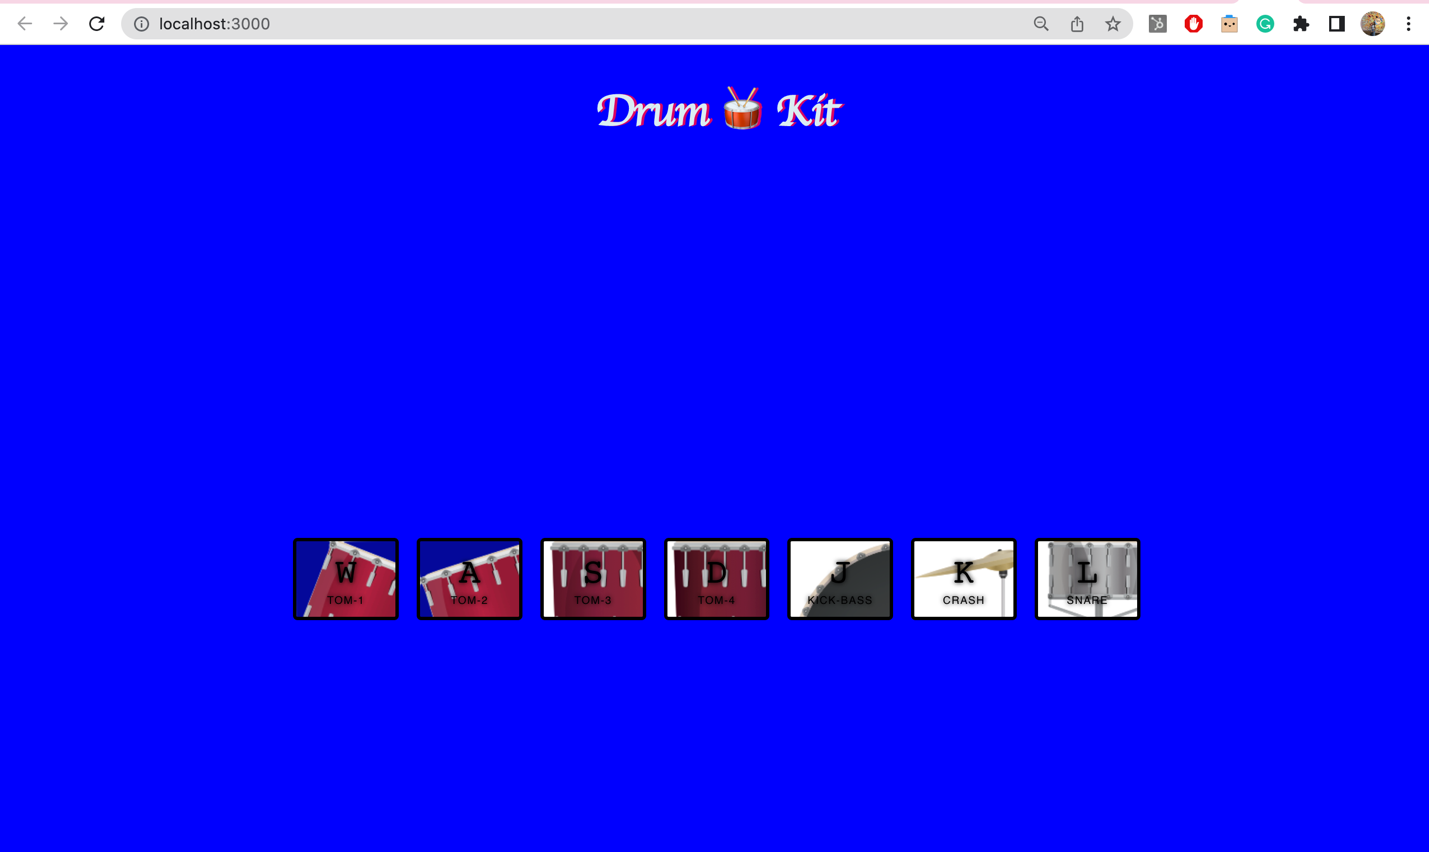 localhost:3000
Drum 🥁 Kit
W A S D J K L
TOM-1 TOM-2 TOM-3 TOM-4 KICK-BASS CRASH SNARE